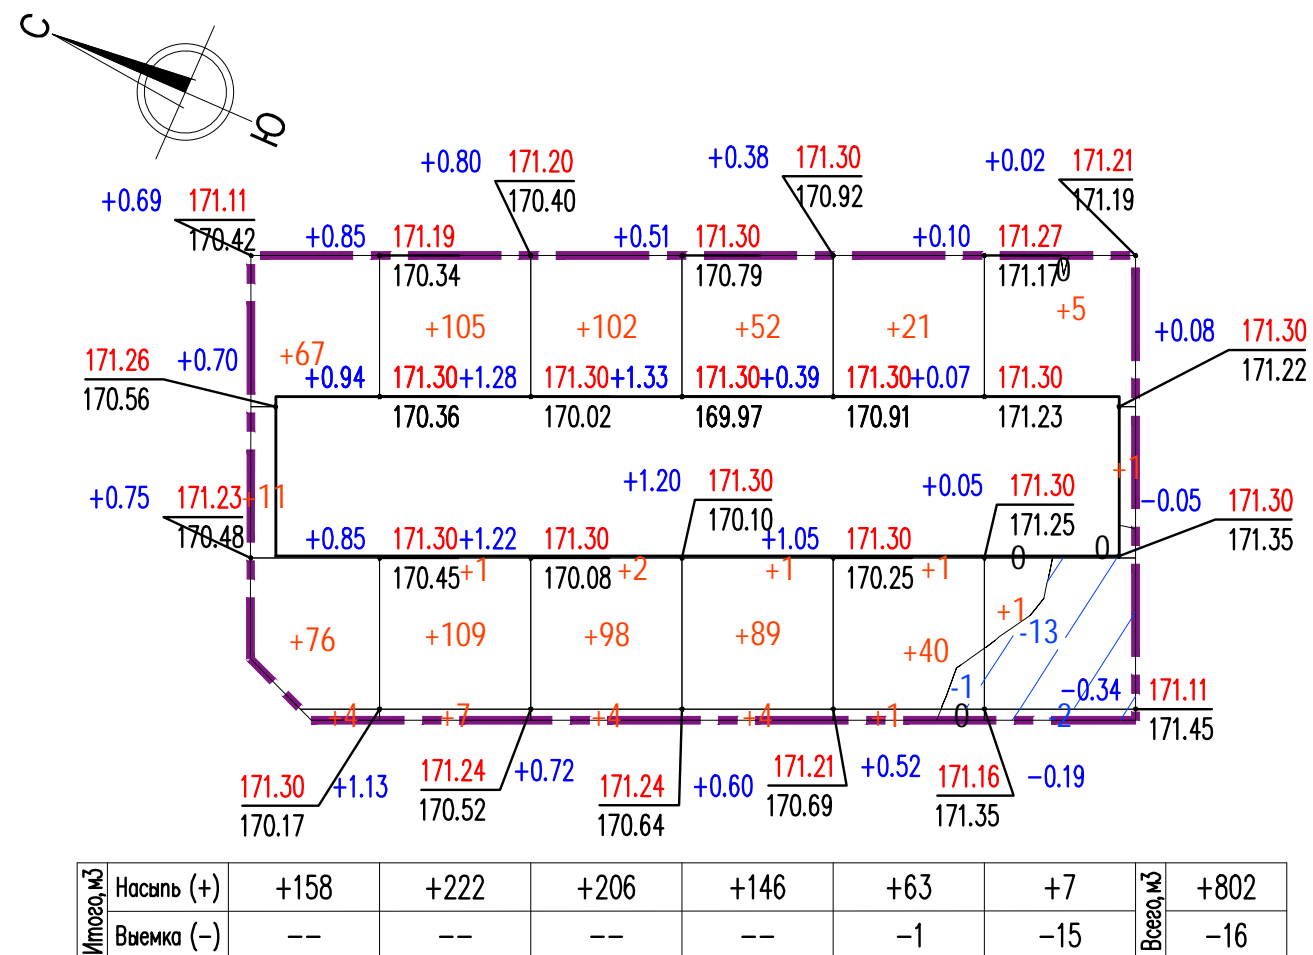 С
Ю
+0.80 171.20
170.40
+0.38 171.30
170.92
+0.02 171.21
171.19
+0.69 171.11
170.42
+0.85 171.19
170.34
+0.51 171.30
170.79
+0.10 171.27
171.17
0
+67 +105 +102 +52 +21 +5
171.26 +0.70
170.56
+0.08 171.30
171.22
+0.94 171.30 +1.28 171.30 +1.33 171.30 +0.39 171.30 +0.07 171.30
170.36 170.02 169.97 170.91 171.23
+0.75 171.23 +11
170.48
+1.20 171.30
170.10
+0.05 171.30
171.25
+1
-0.05 171.30
171.35
+0.85 171.30 +1.22 171.30 +1.05 171.30 0 0
170.45 +1 170.08 +2 +1 170.25 +1
+76 +109 +98 +89 +40 +1 -13
-1 -0.34 171.11
171.45
+4 +7 +4 +4 +1 0 -2
171.30 +1.13
170.17
171.24 +0.72
170.52
171.24 +0.60
170.64
171.21 +0.52
170.69
171.16 -0.19
171.35
Итого,м3 Насыпь (+) +158 +222 +206 +146 +63 +7 Всего,м3 +802
Выемка (-) -- -- -- -- -1 -15 -16